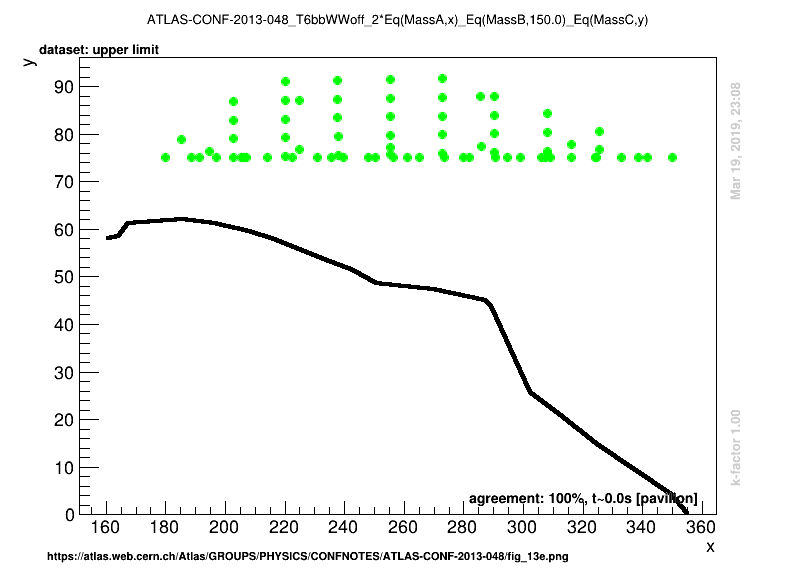 ATLAS-CONF-2013-048_T6bbWWoff_2*Eq(MassA,x)_Eq(MassB,150.0)_Eq(MassC,y)
dataset: upper limit
y
90
80
70
60
50
40
30
20
10
0
160 180 200 220 240 260 280 300 320 340 360
x
agreement: 100%, t~0.0s [pavilion]
Mar 19, 2019, 23:08
k-factor 1.00
https://atlas.web.cern.ch/Atlas/GROUPS/PHYSICS/CONFNOTES/ATLAS-CONF-2013-048/fig_13e.png